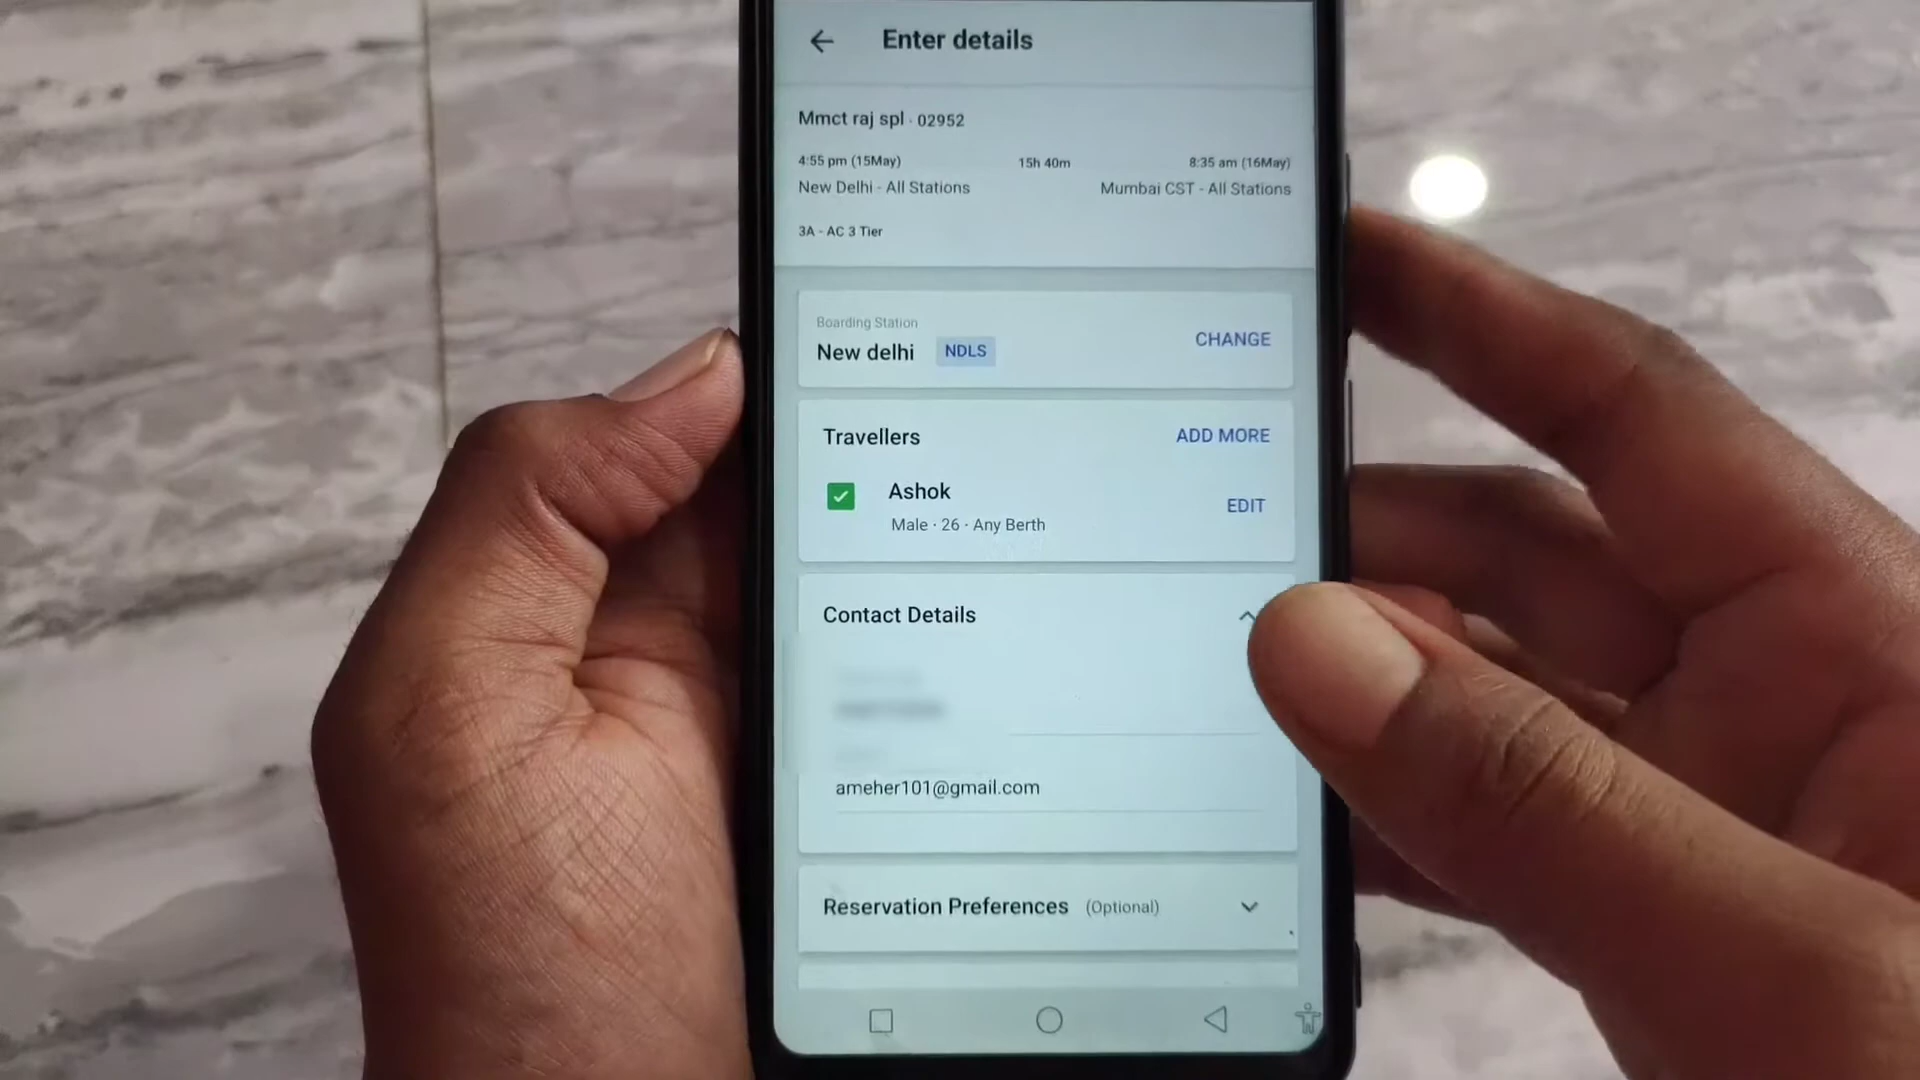 Enter details
Mmct raj spl · 02952
4:55 pm (15May) 15h 40m 8:35 am (16May)
New Delhi - All Stations Mumbai CST - All Stations
3A - AC 3 Tier
Boarding Station
New delhi NDLS CHANGE
Travellers ADD MORE
Ashok
EDIT
Male · 26 · Any Berth
Contact Details
ameher101@gmail.com
Reservation Preferences (Optional)